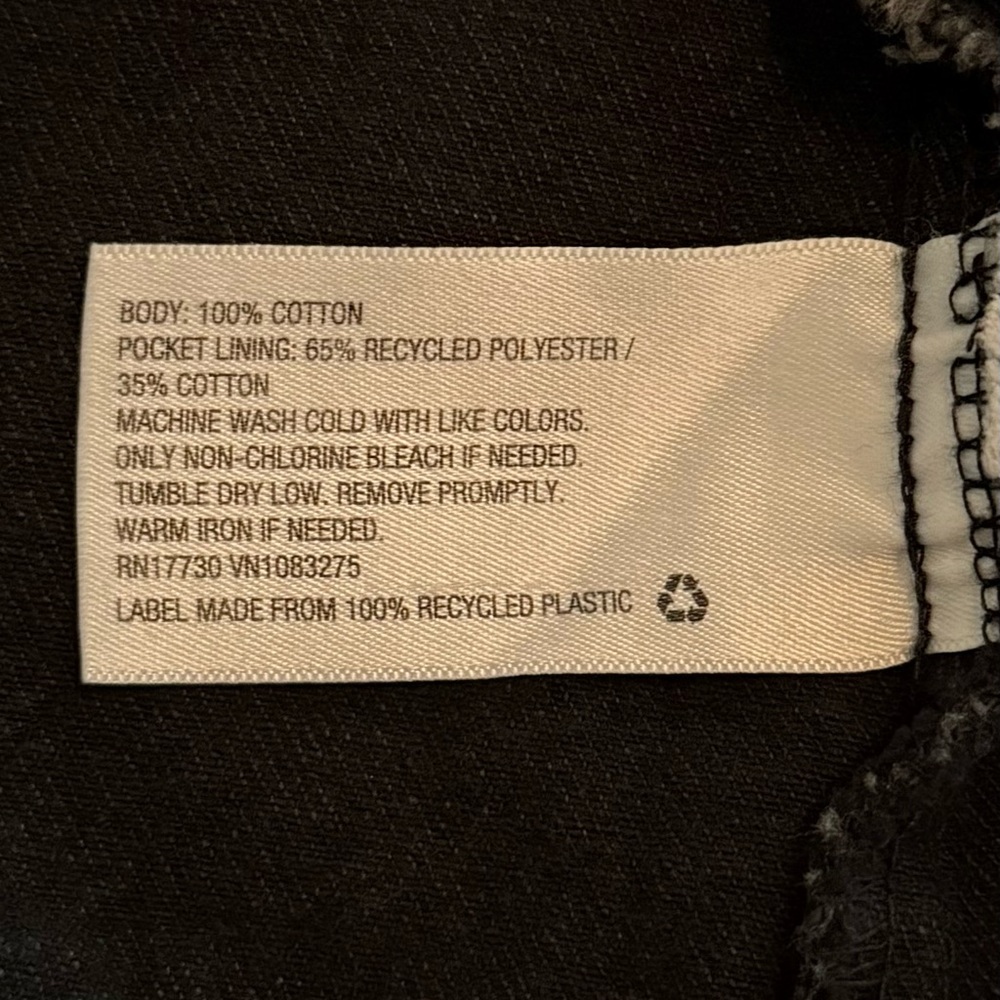 BODY: 100% COTTON
POCKET LINING: 65% RECYCLED POLYESTER /
35% COTTON
MACHINE WASH COLD WITH LIKE COLORS.
ONLY NON-CHLORINE BLEACH IF NEEDED.
TUMBLE DRY LOW. REMOVE PROMPTLY.
WARM IRON IF NEEDED.
RN17730 VN1083275
LABEL MADE FROM 100% RECYCLED PLASTIC